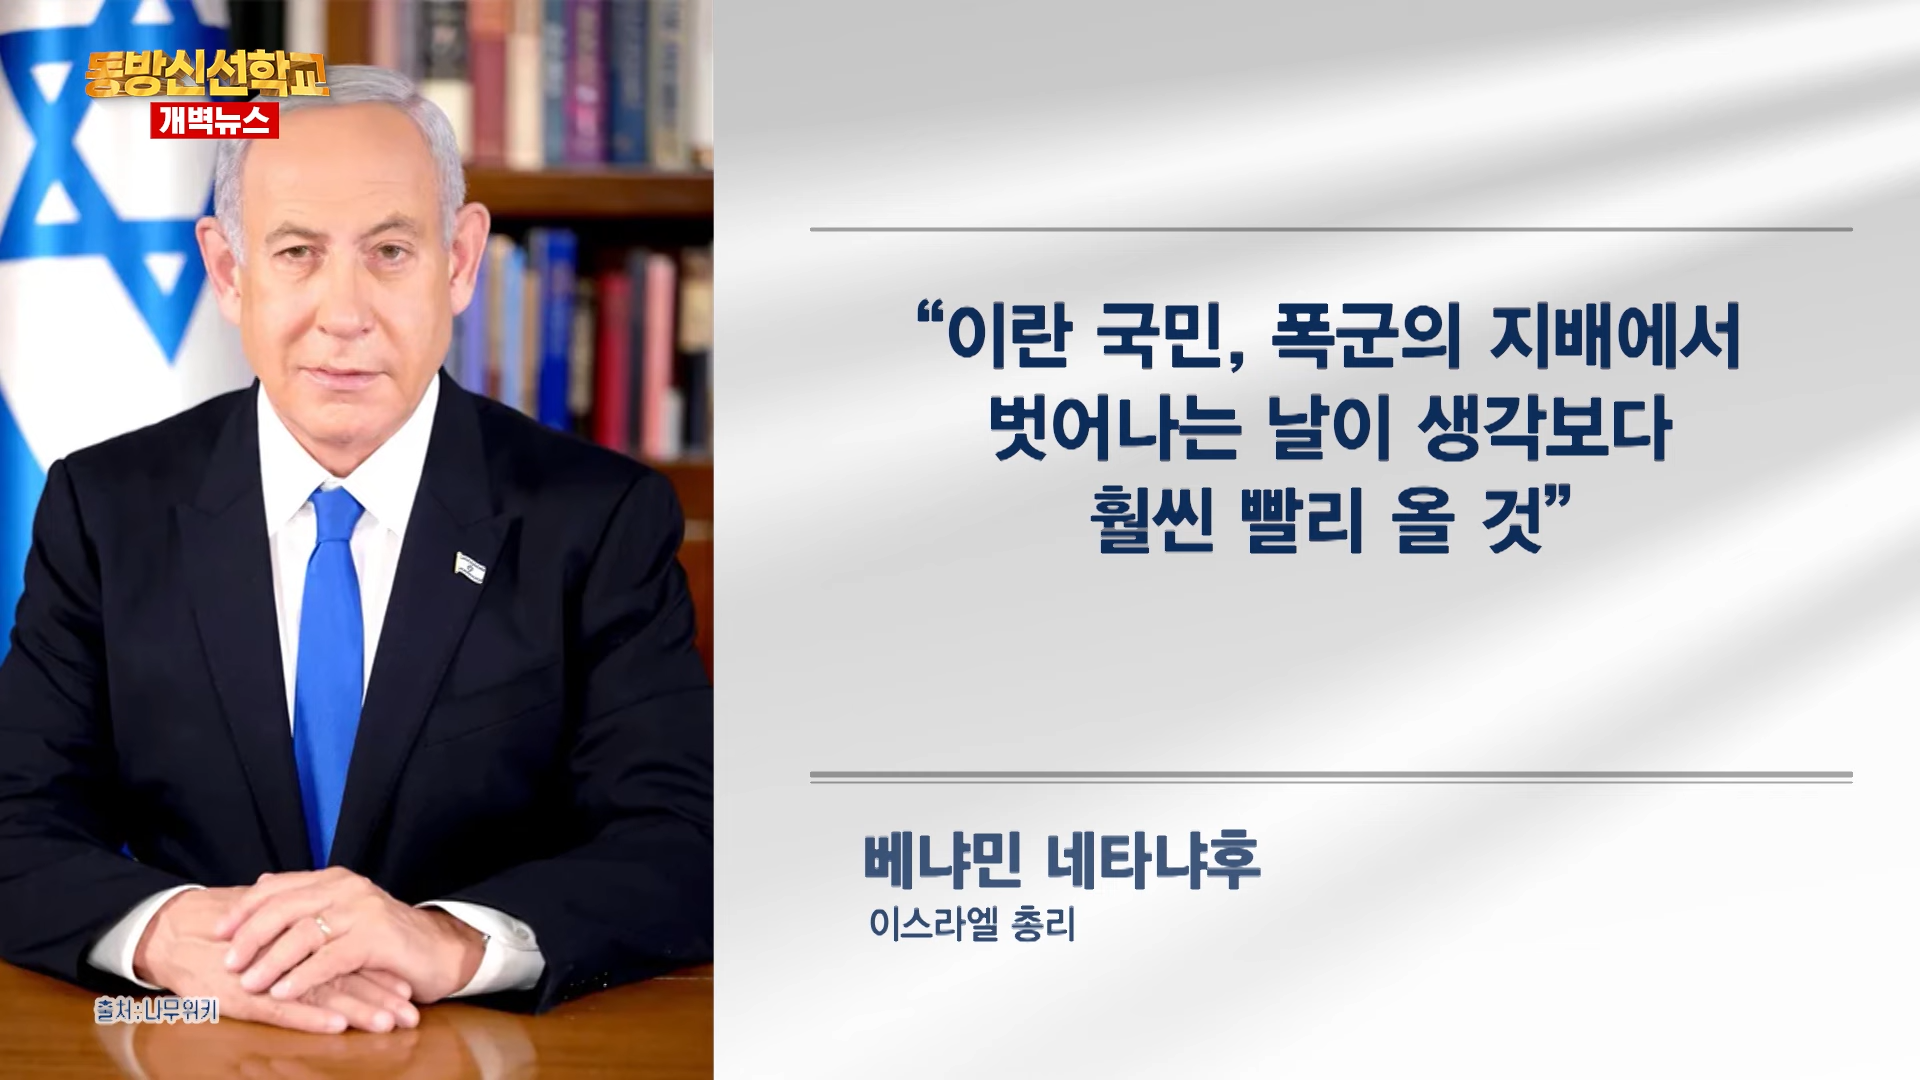 동방신선학교
개벽뉴스
“이란 국민, 폭군의 지배에서
벗어나는 날이 생각보다
훨씬 빨리 올 것”
베냐민 네타냐후
이스라엘 총리
출처:나무위키